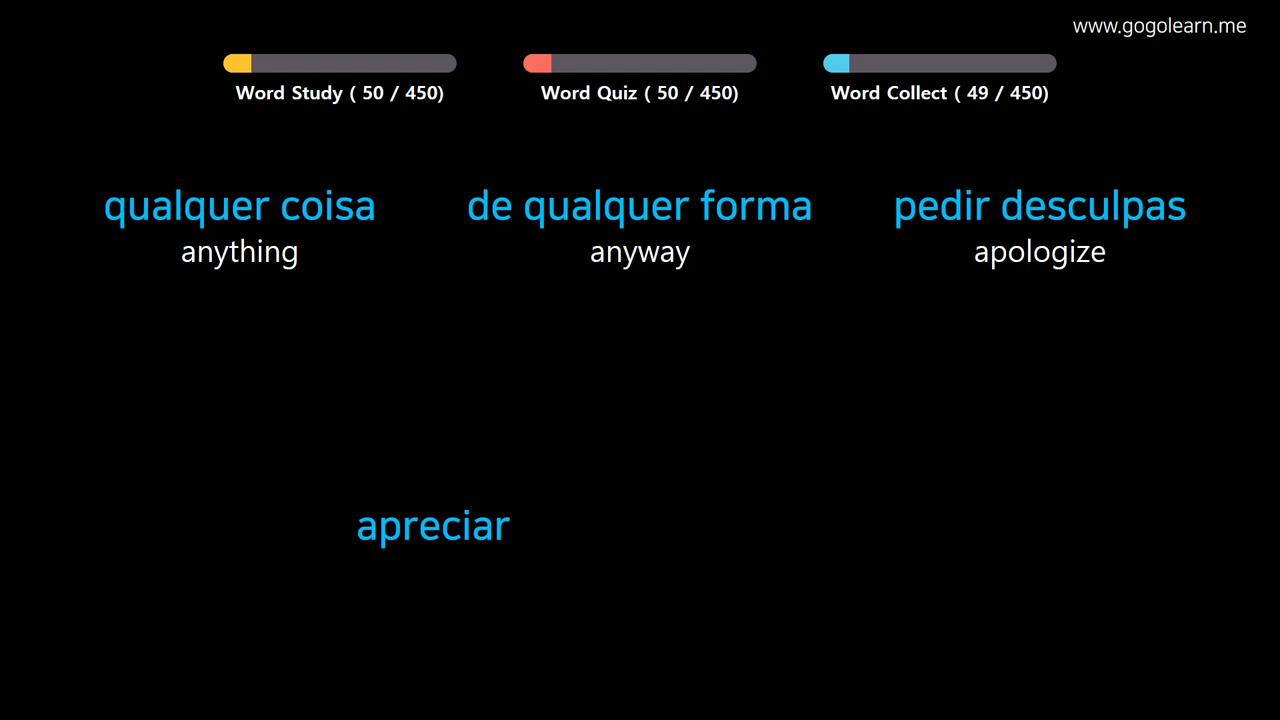 www.gogolearn.me
Word Study ( 50 / 450)
Word Quiz ( 50 / 450)
Word Collect ( 49 / 450)
qualquer coisa
anything
de qualquer forma
anyway
pedir desculpas
apologize
apreciar